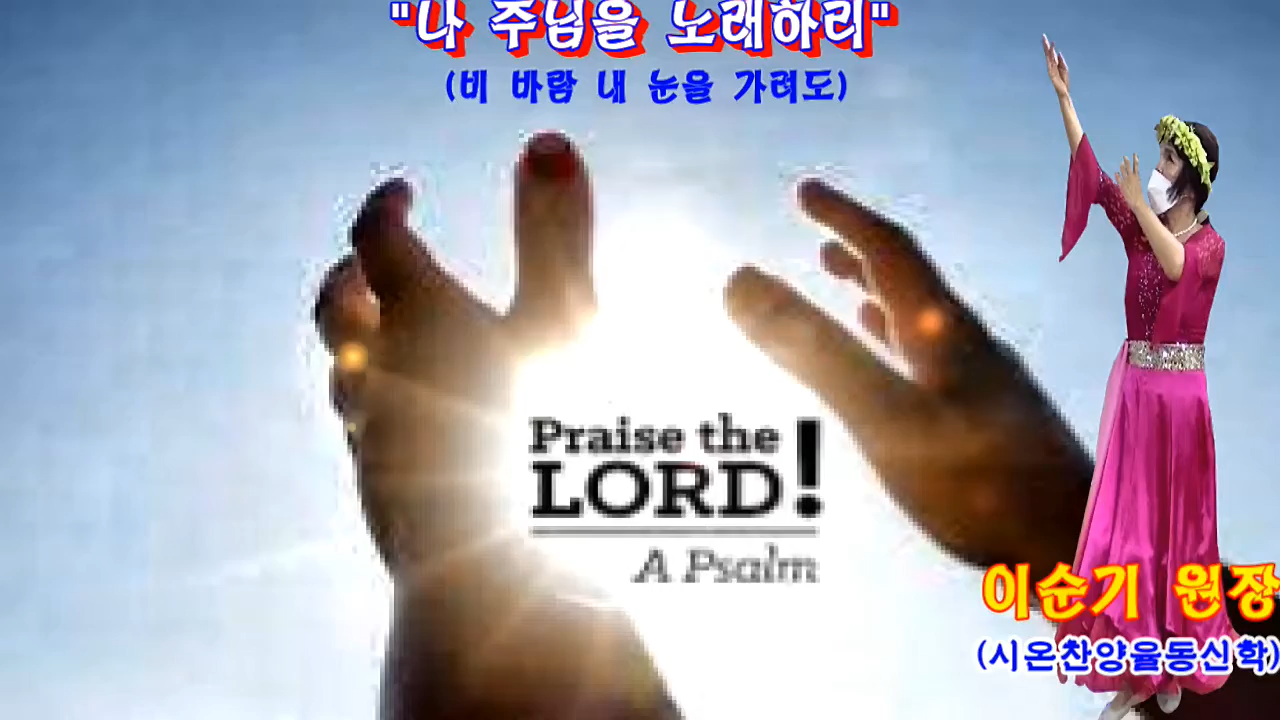 "나 주님을 노래하리"
(비 바람 내 눈을 가려도)
Praise the
LORD!
A Psalm
이순기 원장
(시온찬양율동신학)